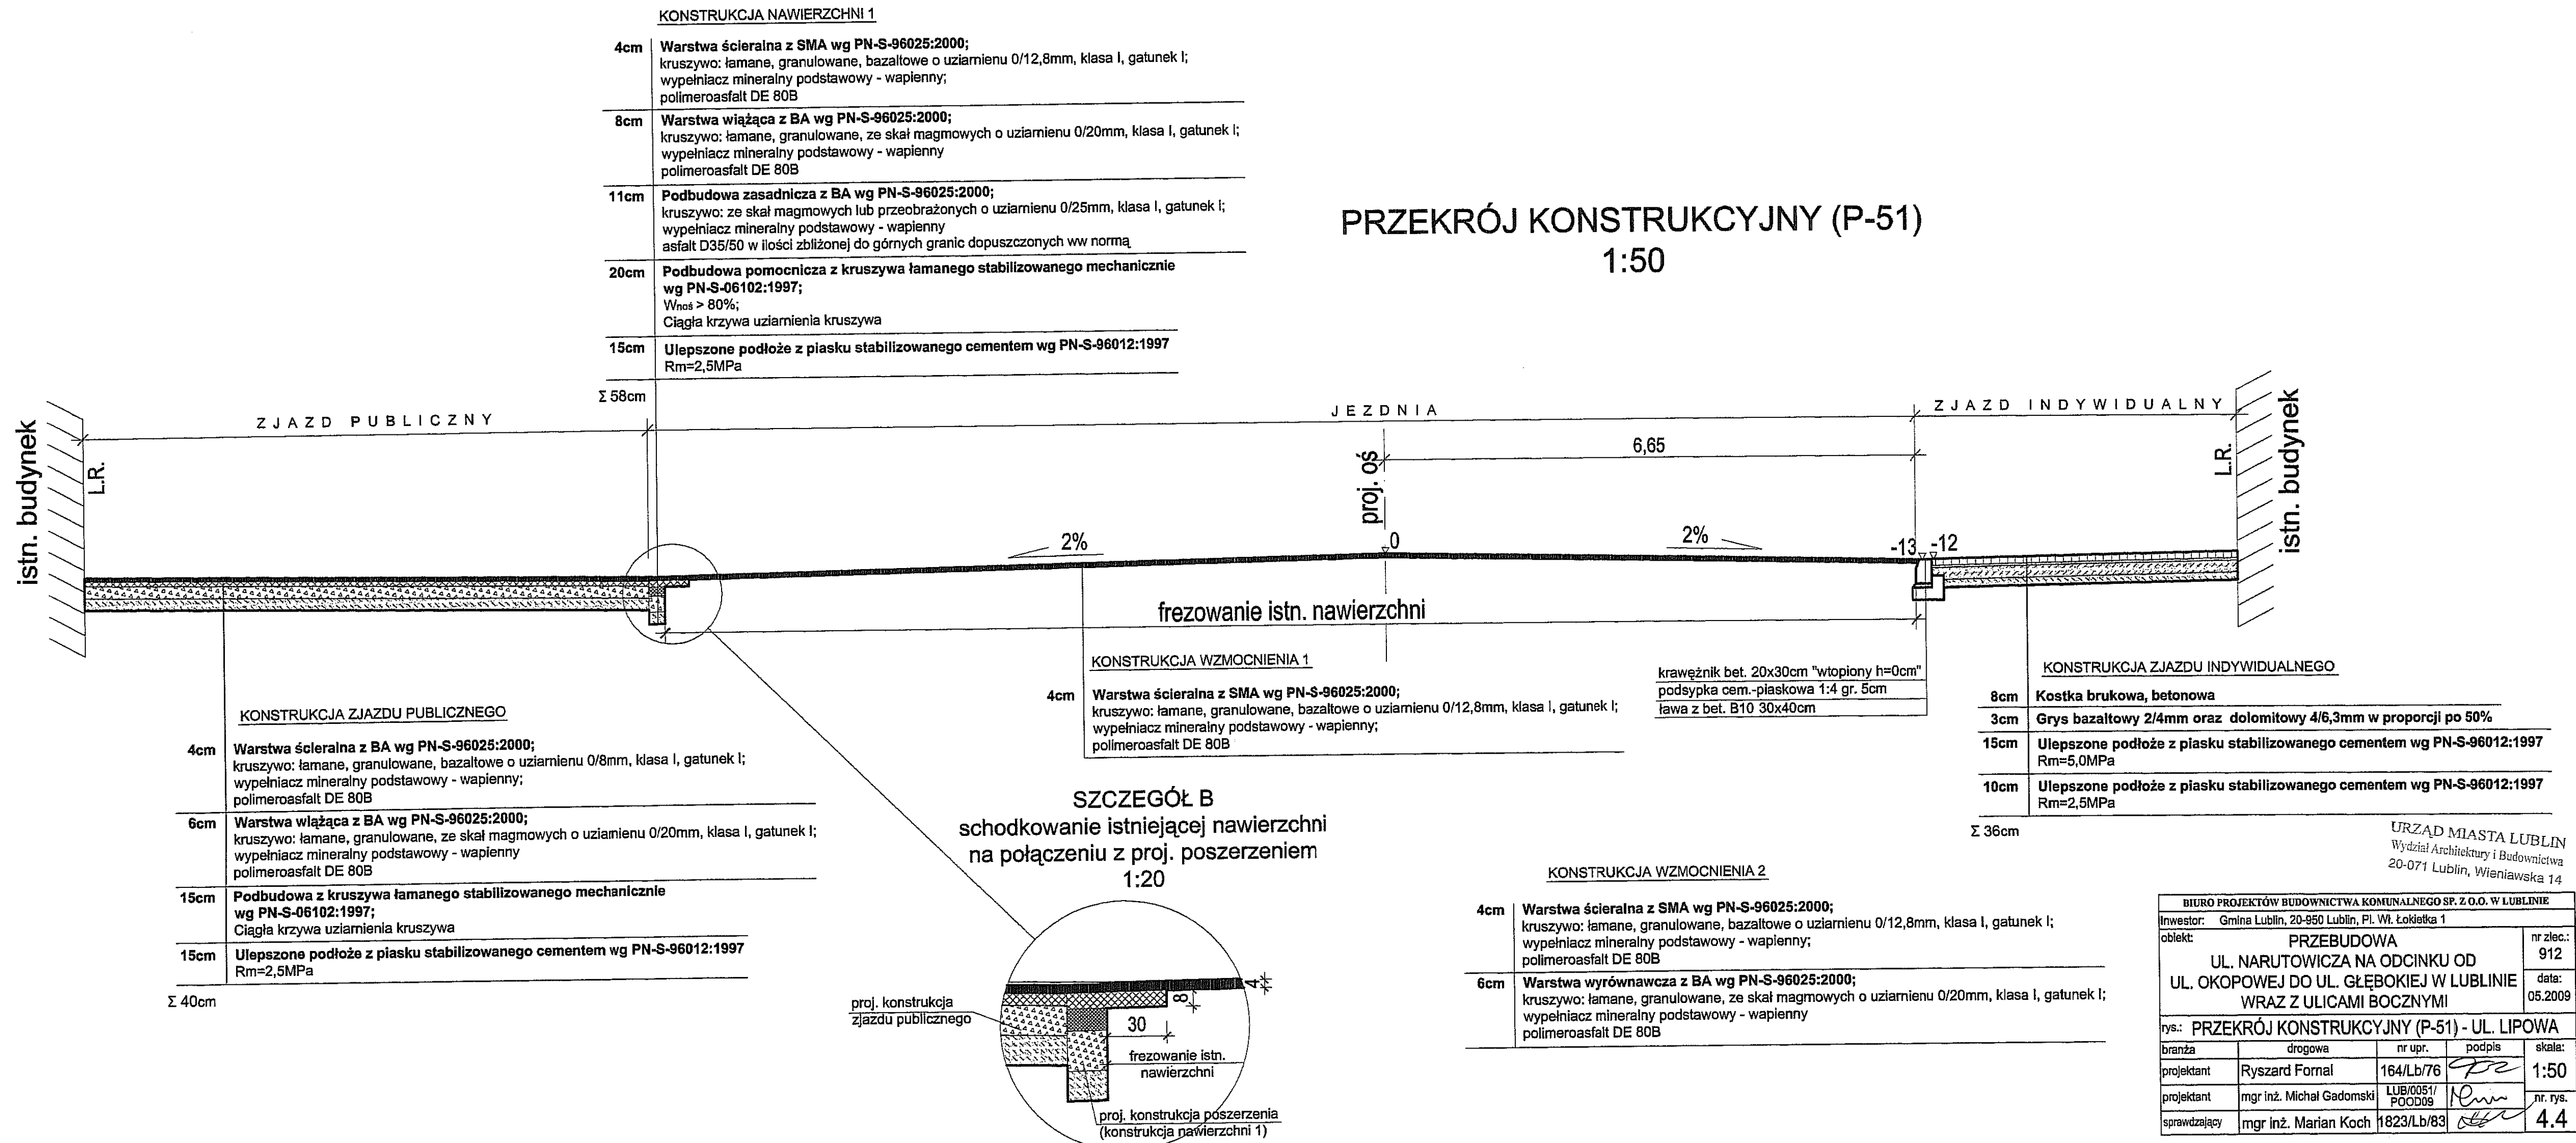 KONSTRUKCJA NAWIERZCHNI 1
4cm Warstwa ścieralna z SMA wg PN-S-96025:2000;
kruszywo: łamane, granulowane, bazaltowe o uziarnienu 0/12,8mm, klasa I, gatunek I;
wypełniacz mineralny podstawowy - wapienny;
polimeroasfalt DE 80B
8cm Warstwa wiążąca z BA wg PN-S-96025:2000;
kruszywo: łamane, granulowane, ze skał magmowych o uziarnienu 0/20mm, klasa I, gatunek I;
wypełniacz mineralny podstawowy - wapienny
polimeroasfalt DE 80B
11cm Podbudowa zasadnicza z BA wg PN-S-96025:2000;
kruszywo: ze skał magmowych lub przeobrażonych o uziarnienu 0/25mm, klasa I, gatunek I;
wypełniacz mineralny podstawowy - wapienny
asfalt D35/50 w ilości zbliżonej do górnych granic dopuszczonych ww normą
20cm Podbudowa pomocnicza z kruszywa łamanego stabilizowanego mechanicznie
wg PN-S-06102:1997;
Wnoś > 80%;
Ciągła krzywa uziarnienia kruszywa
15cm Ulepszone podłoże z piasku stabilizowanego cementem wg PN-S-96012:1997
Rm=2,5MPa
Σ 58cm
PRZEKRÓJ KONSTRUKCYJNY (P-51)
1:50
ZJAZD PUBLICZNY
JEZDNIA
ZJAZD INDYWIDUALNY
istn. budynek
L.R.
6,65
proj. oś
L.R.
istn. budynek
2%
0
2%
-13
-12
frezowanie istn. nawierzchni
KONSTRUKCJA WZMOCNIENIA 1
4cm Warstwa ścieralna z SMA wg PN-S-96025:2000;
kruszywo: łamane, granulowane, bazaltowe o uziarnienu 0/12,8mm, klasa I, gatunek I;
wypełniacz mineralny podstawowy - wapienny;
polimeroasfalt DE 80B
krawężnik bet. 20x30cm "wtopiony h=0cm"
podsypka cem.-piaskowa 1:4 gr. 5cm
ława z bet. B10 30x40cm
KONSTRUKCJA ZJAZDU INDYWIDUALNEGO
8cm Kostka brukowa, betonowa
3cm Grys bazaltowy 2/4mm oraz dolomitowy 4/6,3mm w proporcji po 50%
15cm Ulepszone podłoże z piasku stabilizowanego cementem wg PN-S-96012:1997
Rm=5,0MPa
10cm Ulepszone podłoże z piasku stabilizowanego cementem wg PN-S-96012:1997
Rm=2,5MPa
Σ 36cm
KONSTRUKCJA ZJAZDU PUBLICZNEGO
4cm Warstwa ścieralna z BA wg PN-S-96025:2000;
kruszywo: łamane, granulowane, bazaltowe o uziarnienu 0/8mm, klasa I, gatunek I;
wypełniacz mineralny podstawowy - wapienny;
polimeroasfalt DE 80B
6cm Warstwa wiążąca z BA wg PN-S-96025:2000;
kruszywo: łamane, granulowane, ze skał magmowych o uziarnienu 0/20mm, klasa I, gatunek I;
wypełniacz mineralny podstawowy - wapienny
polimeroasfalt DE 80B
15cm Podbudowa z kruszywa łamanego stabilizowanego mechanicznie
wg PN-S-06102:1997;
Ciągła krzywa uziarnienia kruszywa
15cm Ulepszone podłoże z piasku stabilizowanego cementem wg PN-S-96012:1997
Rm=2,5MPa
Σ 40cm
SZCZEGÓŁ B
schodkowanie istniejącej nawierzchni
na połączeniu z proj. poszerzeniem
1:20
4
8
30
proj. konstrukcja
zjazdu publicznego
frezowanie istn.
nawierzchni
proj. konstrukcja poszerzenia
(konstrukcja nawierzchni 1)
KONSTRUKCJA WZMOCNIENIA 2
4cm Warstwa ścieralna z SMA wg PN-S-96025:2000;
kruszywo: łamane, granulowane, bazaltowe o uziarnienu 0/12,8mm, klasa I, gatunek I;
wypełniacz mineralny podstawowy - wapienny;
polimeroasfalt DE 80B
6cm Warstwa wyrównawcza z BA wg PN-S-96025:2000;
kruszywo: łamane, granulowane, ze skał magmowych o uziarnienu 0/20mm, klasa I, gatunek I;
wypełniacz mineralny podstawowy - wapienny
polimeroasfalt DE 80B
URZĄD MIASTA LUBLIN
Wydział Architektury i Budownictwa
20-071 Lublin, Wieniawska 14
BIURO PROJEKTÓW BUDOWNICTWA KOMUNALNEGO SP. Z O.O. W LUBLINIE
Inwestor: Gmina Lublin, 20-950 Lublin, Pl. Wł. Łokietka 1
obiekt: PRZEBUDOWA
UL. NARUTOWICZA NA ODCINKU OD
UL. OKOPOWEJ DO UL. GŁĘBOKIEJ W LUBLINIE
WRAZ Z ULICAMI BOCZNYMI
nr zlec.:
912
data:
05.2009
rys.: PRZEKRÓJ KONSTRUKCYJNY (P-51) - UL. LIPOWA
branża drogowa nr upr. podpis skala:
projektant Ryszard Fornal 164/Lb/76 1:50
projektant mgr inż. Michał Gadomski LUB/0051/
POOD09
nr. rys.
sprawdzający mgr inż. Marian Koch 1823/Lb/83 4.4